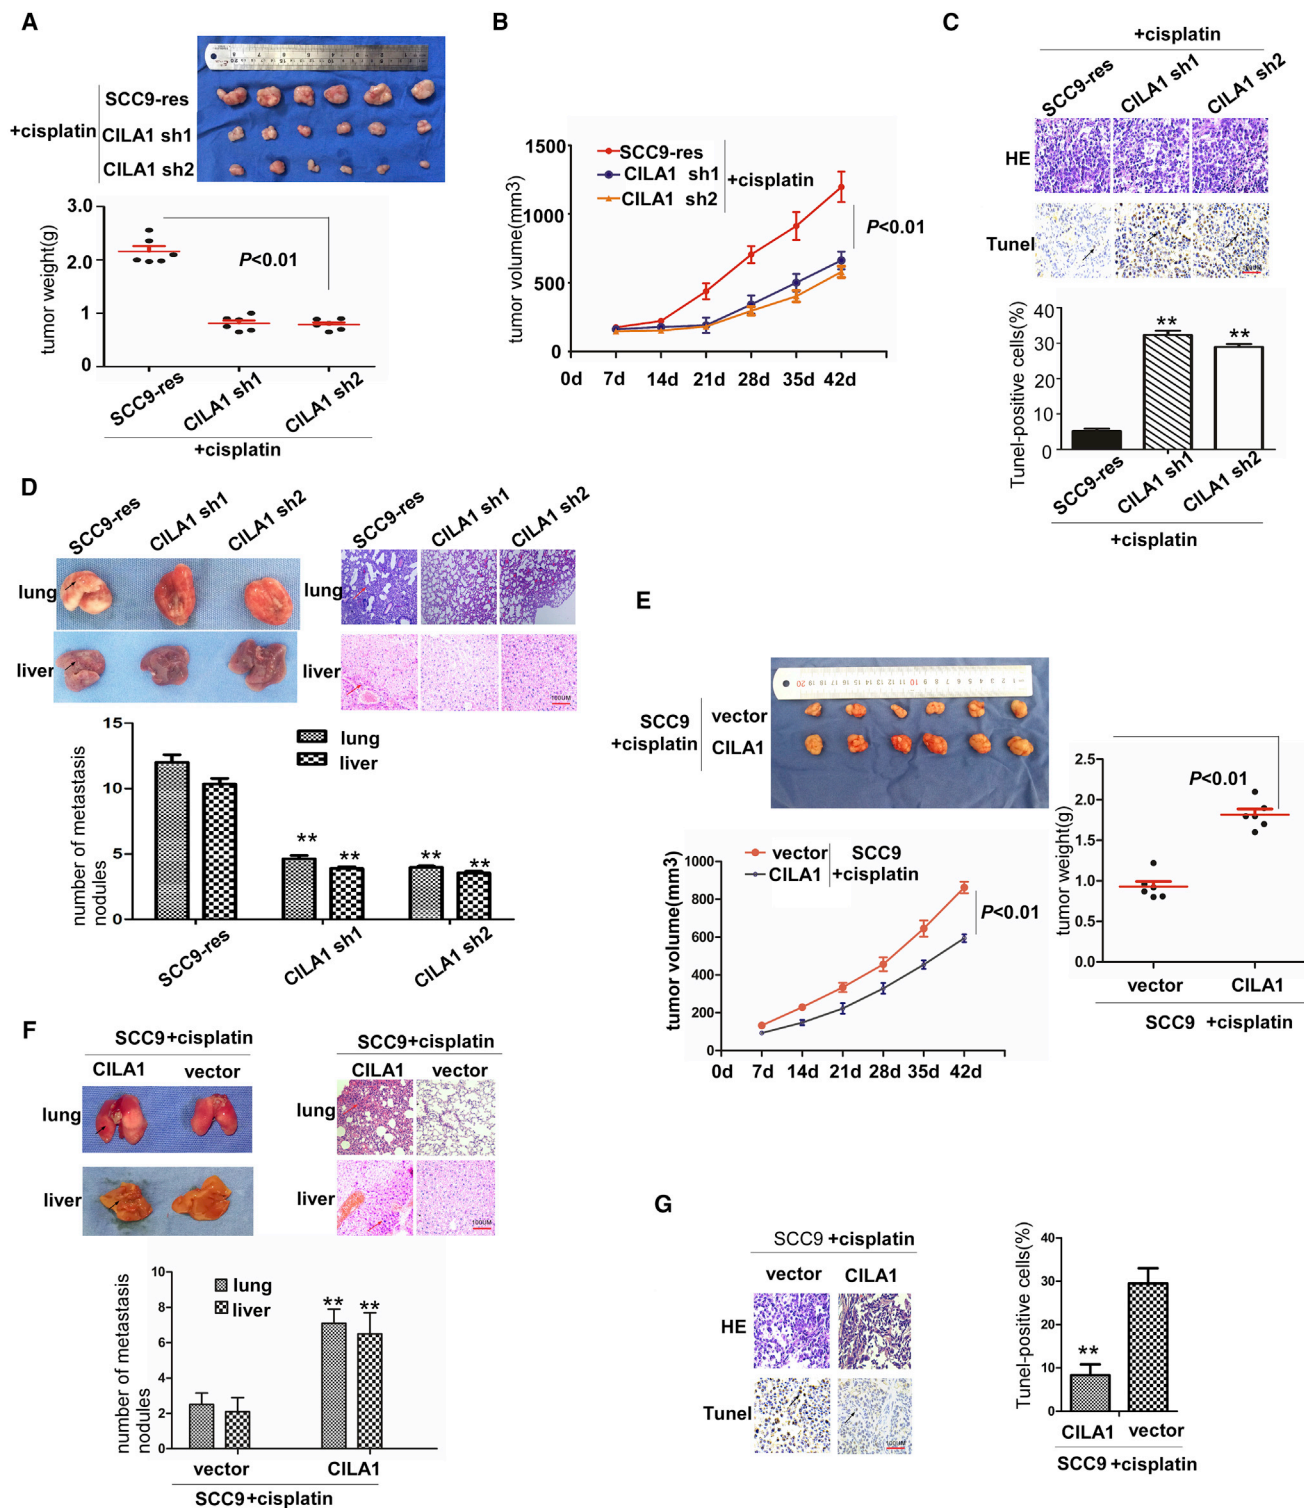 A
SCC9-res
+cisplatin
CILA1 sh1
CILA1 sh2
3.0
2.0
1
0
tumor weight(g)
P<0.01
SCC9-res
CILA1 sh1
CILA1 sh2
+cisplatin
B
1500
1000
500
0
tumor volume(mm3)
SCC9-res
CILA1 sh1
CILA1 sh2
+cisplatin
P<0.01
0d 7d 14d 21d 28d 35d 42d
C
+cisplatin
SCC9-res
CILA1 sh1
CILA1 sh2
HE
Tunel
40
30
20
10
0
Tunel-positive cells(%)
**
**
SCC9-res
CILA1 sh1
CILA1 sh2
+cisplatin
D
SCC9-res
CILA1 sh1
CILA1 sh2
lung
liver
SCC9-res
CILA1 sh1
CILA1 sh2
lung
liver
100UM
15
10
5
0
number of metastasis
nodules
lung
liver
**
**
**
**
SCC9-res
CILA1 sh1
CILA1 sh2
E
SCC9
+cisplatin
vector
CILA1
1000
800
600
400
200
0
tumor volume(mm3)
vector
CILA1
SCC9
+cisplatin
P<0.01
0d 7d 14d 21d 28d 35d 42d
2.5
2.0
1.5
1.0
0.5
0.0
tumor weight(g)
P<0.01
vector
CILA1
SCC9 +cisplatin
F
SCC9+cisplatin
CILA1
vector
lung
liver
SCC9+cisplatin
CILA1
vector
lung
liver
100UM
10
8
6
4
2
0
number of metastasis
nodules
lung
liver
**
**
vector
CILA1
SCC9+cisplatin
G
SCC9 +cisplatin
vector
CILA1
HE
Tunel
100UM
40
30
20
10
0
Tunel-positive cells(%)
**
CILA1
vector
SCC9+cisplatin